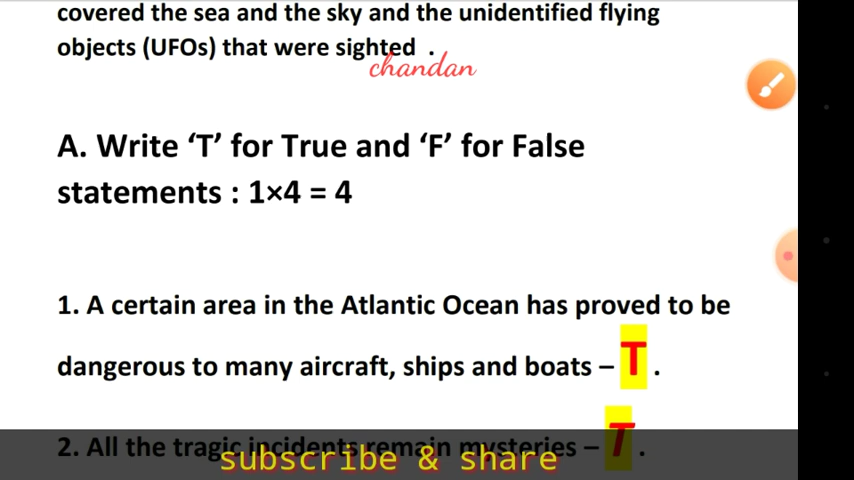 covered the sea and the sky and the unidentified flying
objects (UFOs) that were sighted .
chandan
A. Write ‘T’ for True and ‘F’ for False
statements : 1×4 = 4
1. A certain area in the Atlantic Ocean has proved to be
dangerous to many aircraft, ships and boats – T .
2. All the tragic incidents remain mysteries – T .
subscribe & share